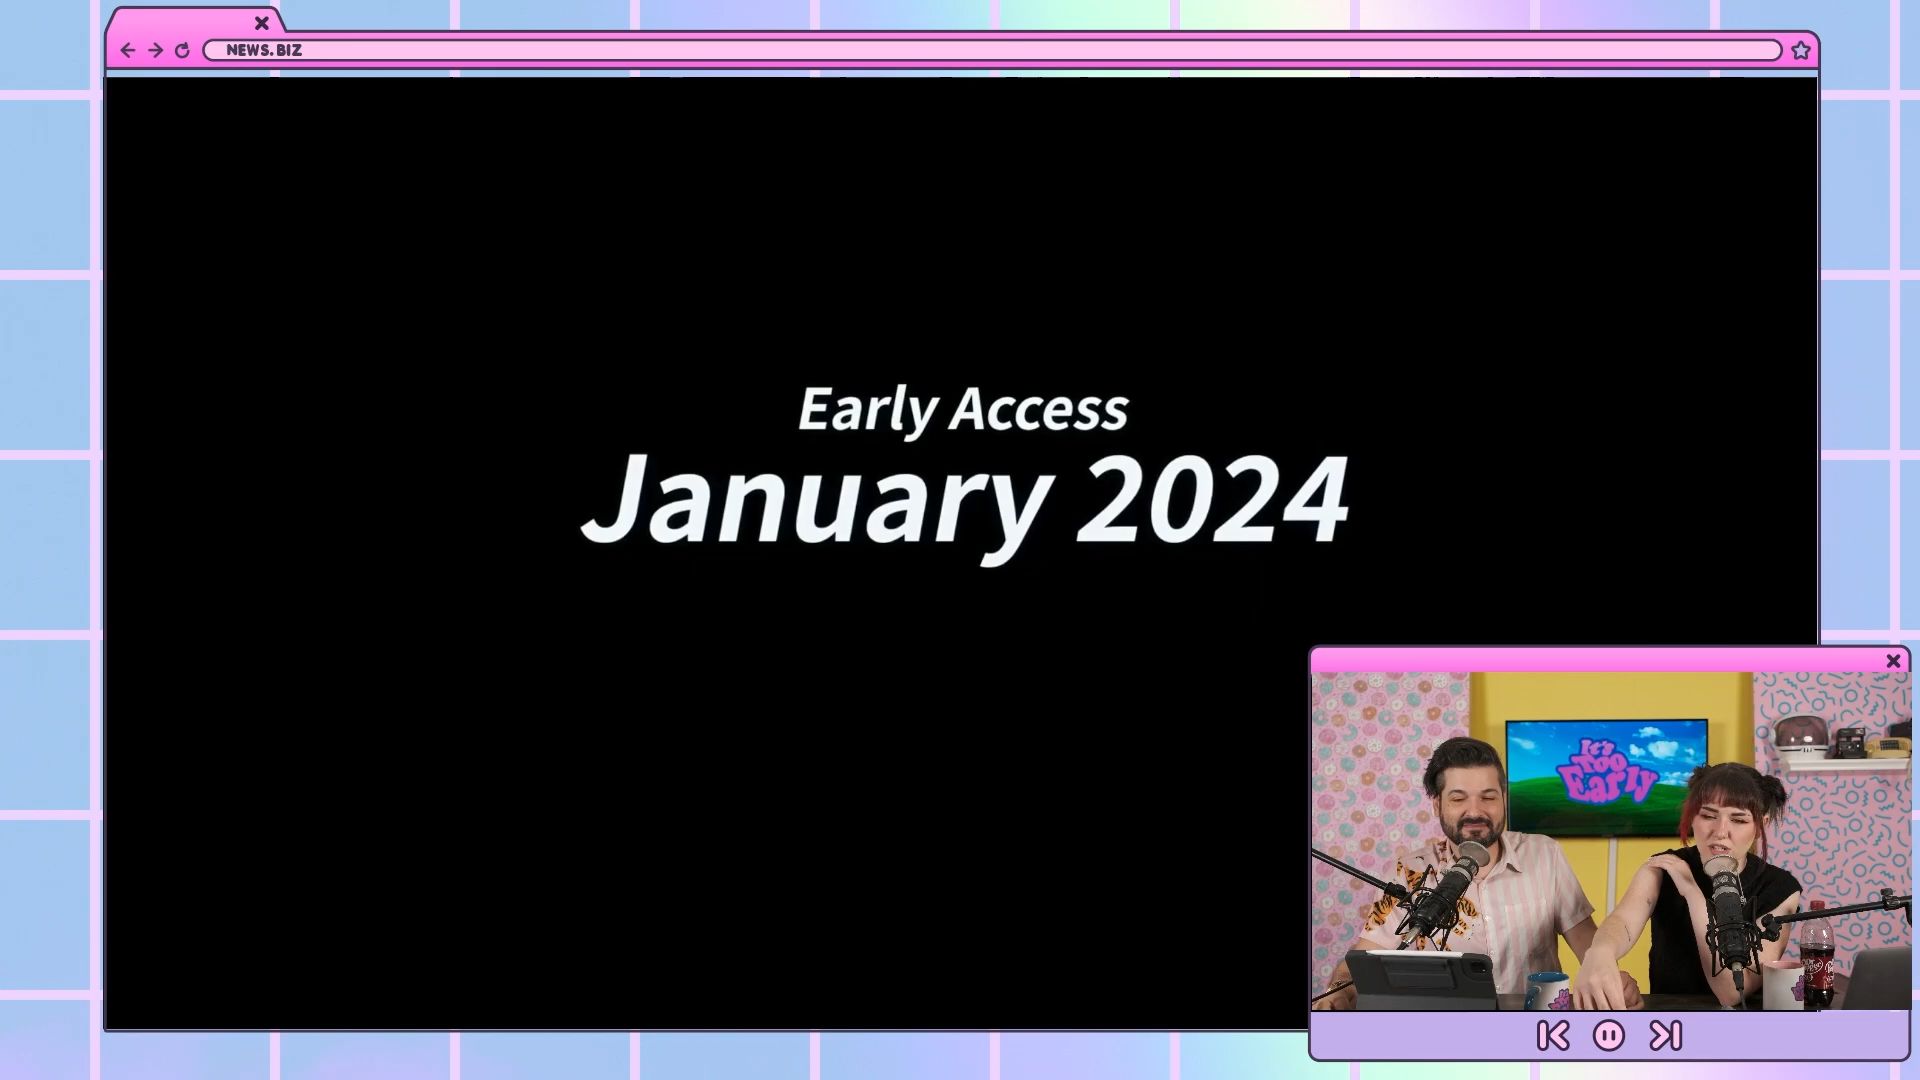 NEWS.BIZ
Early Access
January 2024
It's
Too
Early